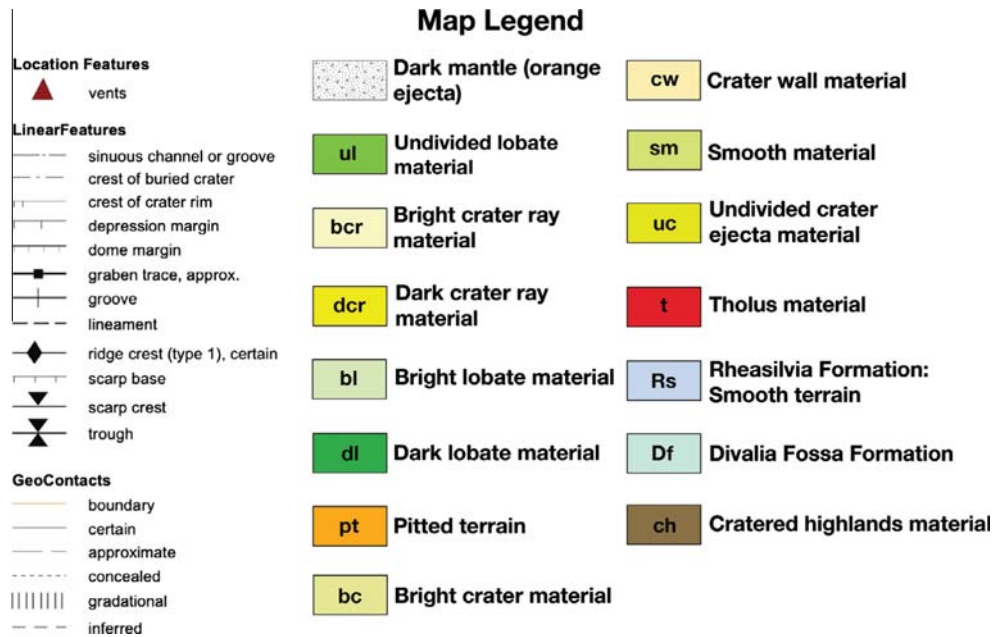 Map Legend
Location Features
vents
LinearFeatures
sinuous channel or groove
crest of buried crater
crest of crater rim
depression margin
dome margin
graben trace, approx.
groove
lineament
ridge crest (type 1), certain
scarp base
scarp crest
trough
GeoContacts
boundary
certain
approximate
concealed
gradational
inferred
Dark mantle (orange
ejecta)
ul Undivided lobate
material
bcr Bright crater ray
material
dcr Dark crater ray
material
bl Bright lobate material
dl Dark lobate material
pt Pitted terrain
bc Bright crater material
cw Crater wall material
sm Smooth material
uc Undivided crater
ejecta material
t Tholus material
Rs Rheasilvia Formation:
Smooth terrain
Df Divalia Fossa Formation
ch Cratered highlands material